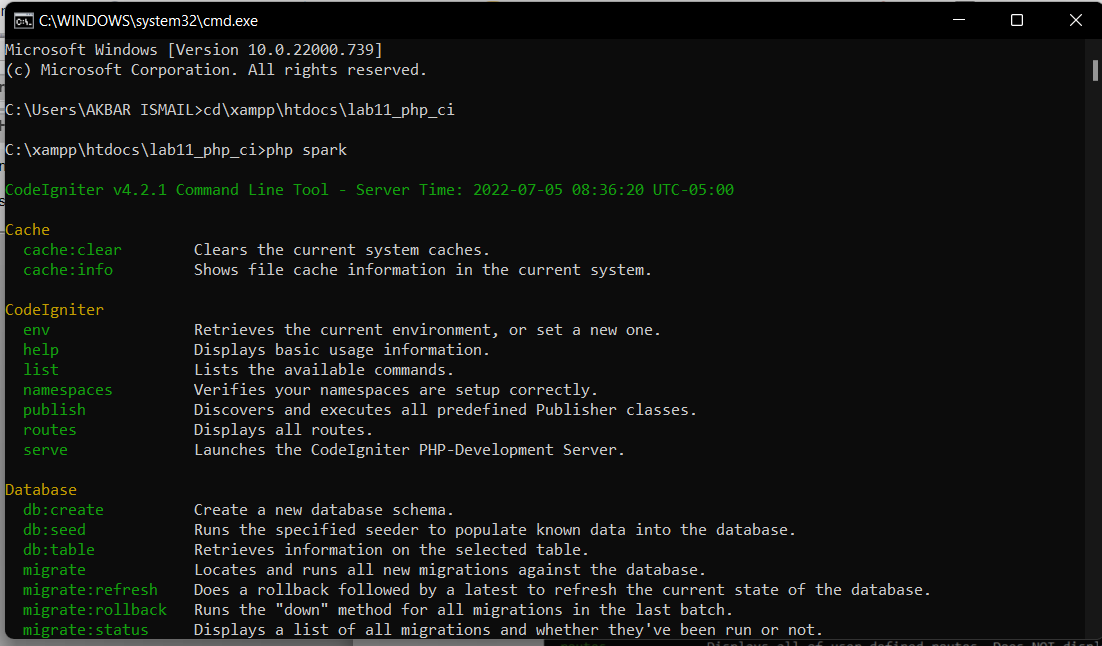 C:\WINDOWS\system32\cmd.exe
Microsoft Windows [Version 10.0.22000.739]
(c) Microsoft Corporation. All rights reserved.
C:\Users\AKBAR ISMAIL>cd\xampp\htdocs\lab11_php_ci
C:\xampp\htdocs\lab11_php_ci>php spark
CodeIgniter v4.2.1 Command Line Tool - Server Time: 2022-07-05 08:36:20 UTC-05:00
Cache
cache:clear Clears the current system caches.
cache:info Shows file cache information in the current system.
CodeIgniter
env Retrieves the current environment, or set a new one.
help Displays basic usage information.
list Lists the available commands.
namespaces Verifies your namespaces are setup correctly.
publish Discovers and executes all predefined Publisher classes.
routes Displays all routes.
serve Launches the CodeIgniter PHP-Development Server.
Database
db:create Create a new database schema.
db:seed Runs the specified seeder to populate known data into the database.
db:table Retrieves information on the selected table.
migrate Locates and runs all new migrations against the database.
migrate:refresh Does a rollback followed by a latest to refresh the current state of the database.
migrate:rollback Runs the "down" method for all migrations in the last batch.
migrate:status Displays a list of all migrations and whether they've been run or not.